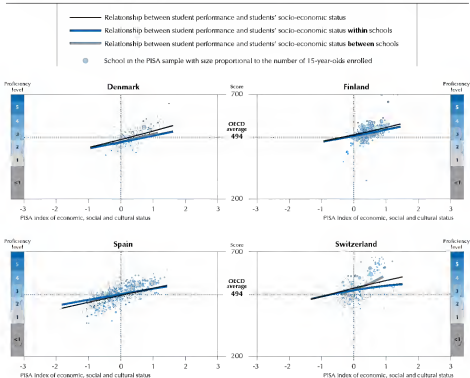 Relationship between student performance and students' socio-economic status
Relationship between student performance and students' socio-economic status within schools
Relationship between student performance and students' socio-economic status between schools
School in the PISA sample with size proportional to the number of 15-year-olds enrolled
Proficiency level Denmark Score Finland Proficiency level
700 700
5 5
4 4
3 OECD average 494 3
2 2
1 1
<1 <1
200 200
-3 -2 -1 0 1 2 3 -3 -2 -1 0 1 2 3
PISA Index of economic, social and cultural status PISA Index of economic, social and cultural status
Proficiency level Spain Score Switzerland Proficiency level
700 700
5 5
4 4
3 OECD average 494 3
2 2
1 1
<1 <1
200 200
-3 -2 -1 0 1 2 3 -3 -2 -1 0 1 2 3
PISA Index of economic, social and cultural status PISA Index of economic, social and cultural status